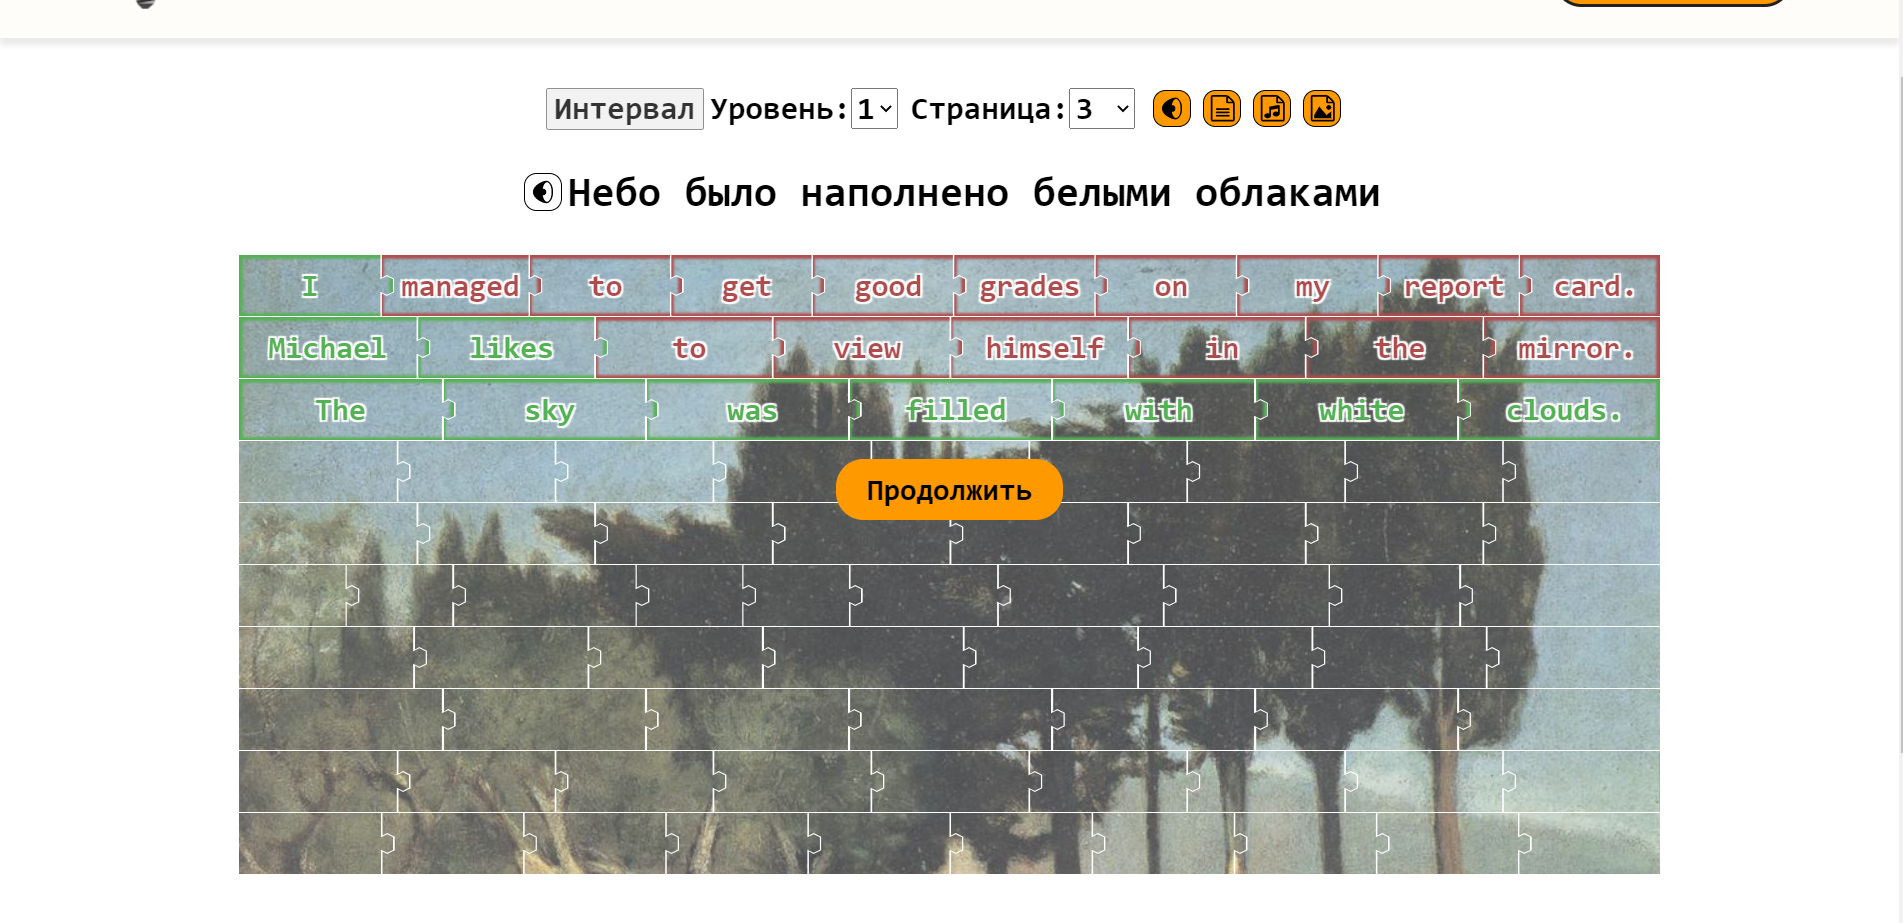 Интервал Уровень: 1 Страница: 3
Небо было наполнено белыми облаками
I managed to get good grades on my report card.
Michael likes to view himself in the mirror.
The sky was filled with white clouds.
Продолжить